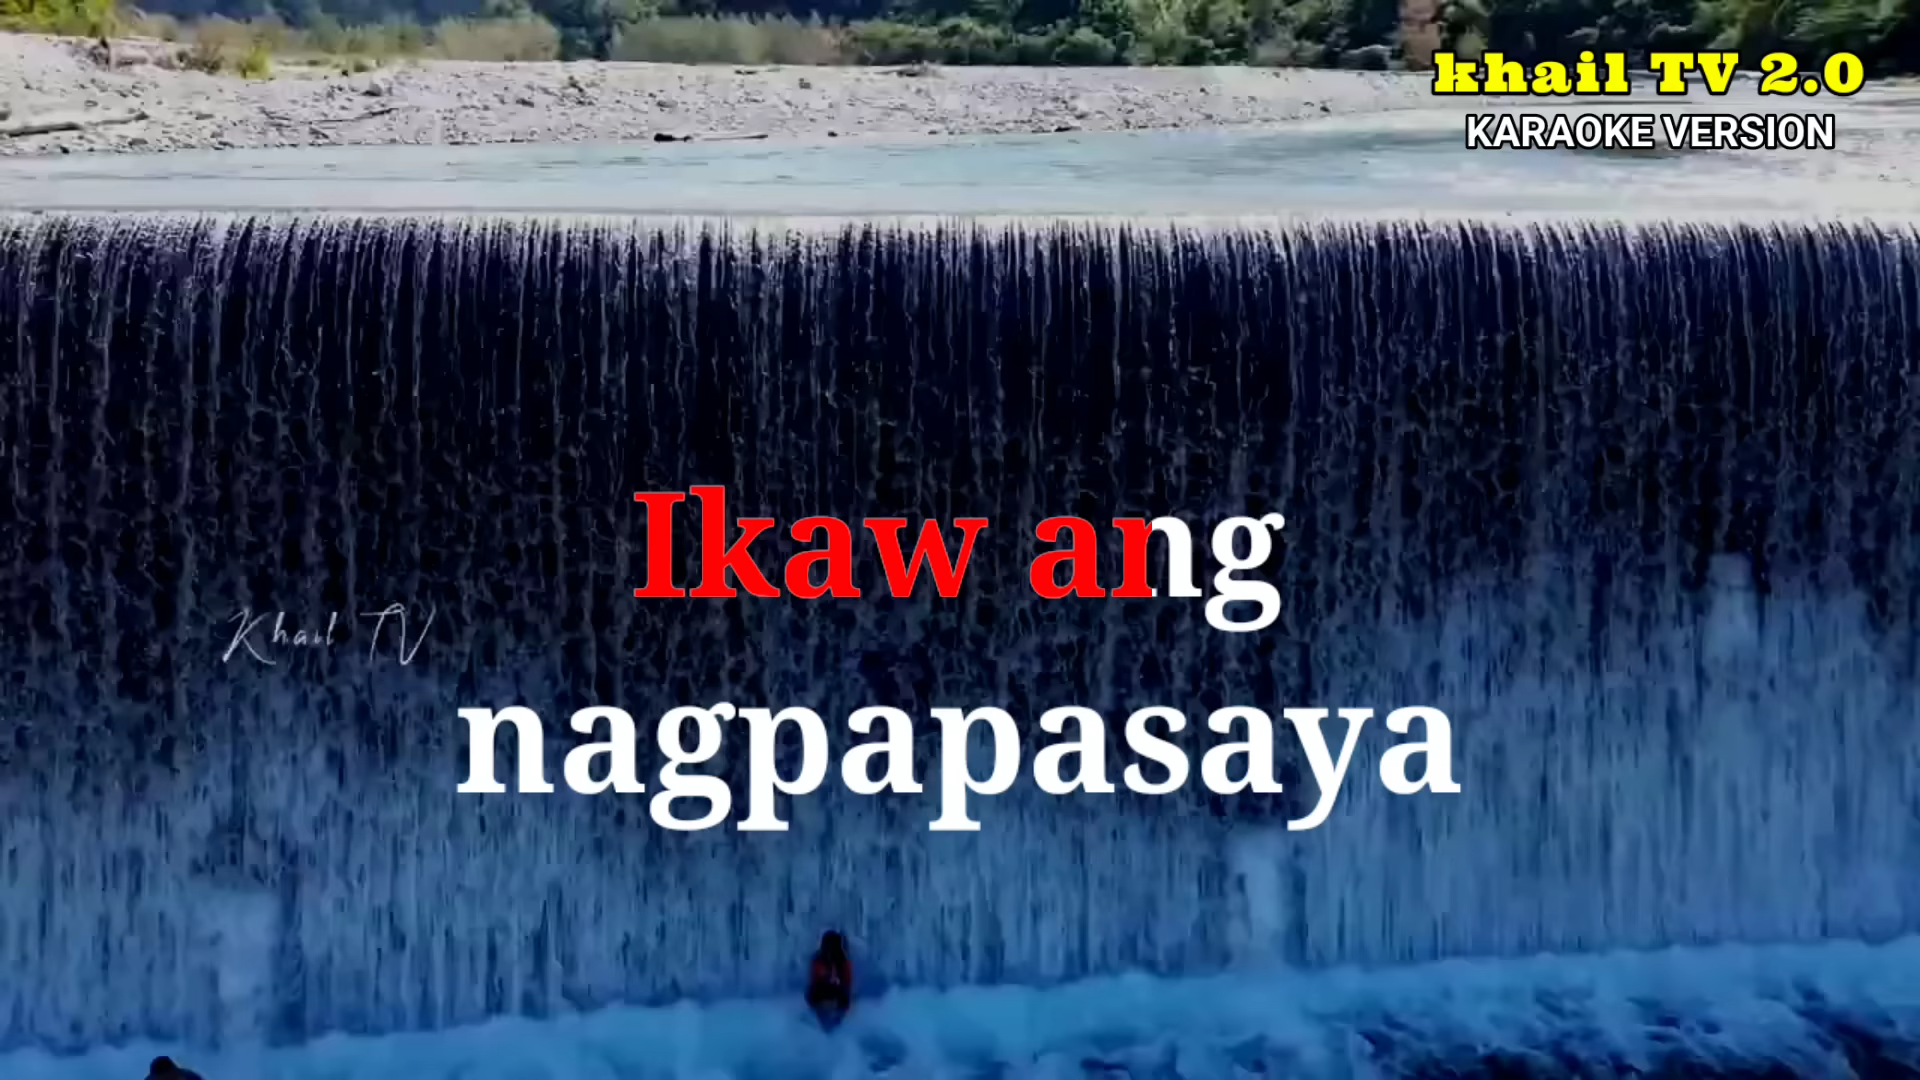 khail TV 2.0
KARAOKE VERSION
Ikaw ang
Khail TV
nagpapasaya